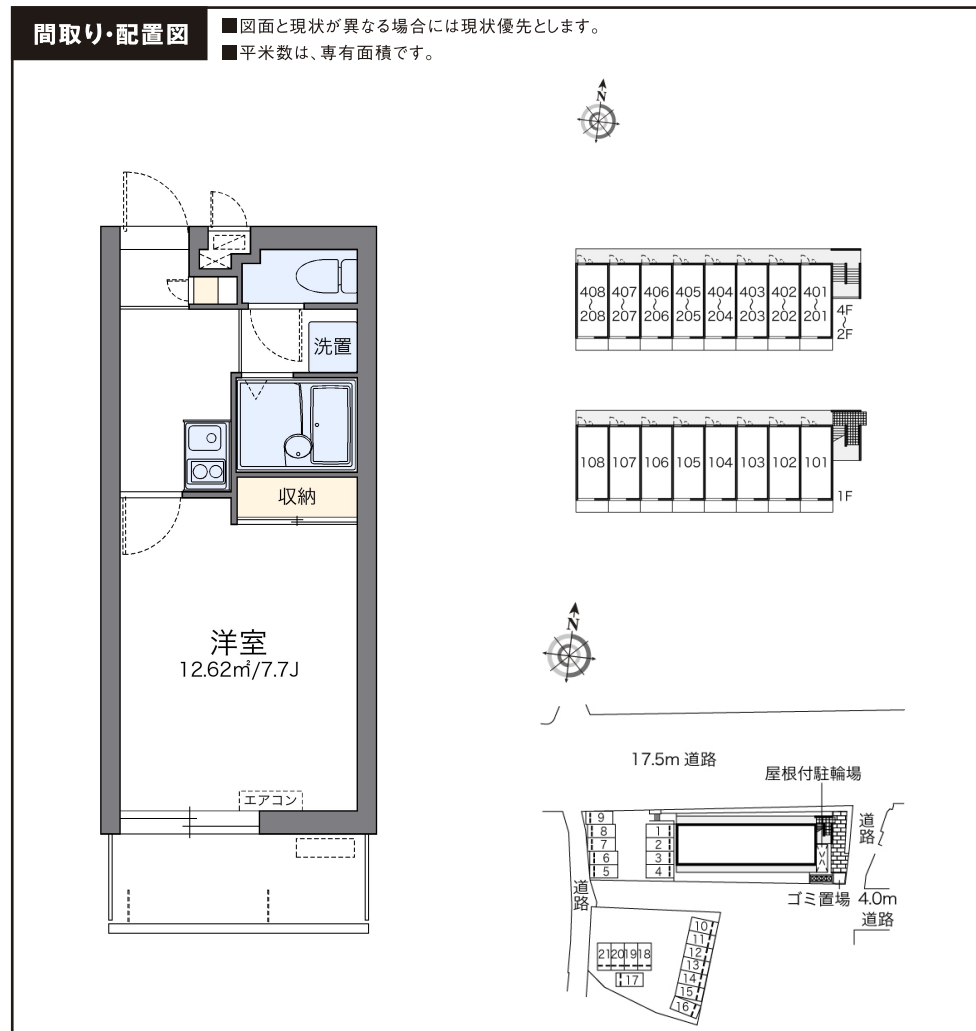 間取り・配置図
■図面と現状が異なる場合には現状優先とします。
■平米数は、専有面積です。
N
洗置
収納
洋室
12.62㎡/7.7J
エアコン
408 407 406 405 404 403 402 401
～ ～ ～ ～ ～ ～ ～ ～
208 207 206 205 204 203 202 201
4F
～
2F
108 107 106 105 104 103 102 101
1F
N
17.5m 道路
屋根付駐輪場
道路
9
8
7
6
5
1
2
3
4
ゴミ置場
4.0m
道路
道路
10
11
12
13
14
15
16
21 20 19 18
17